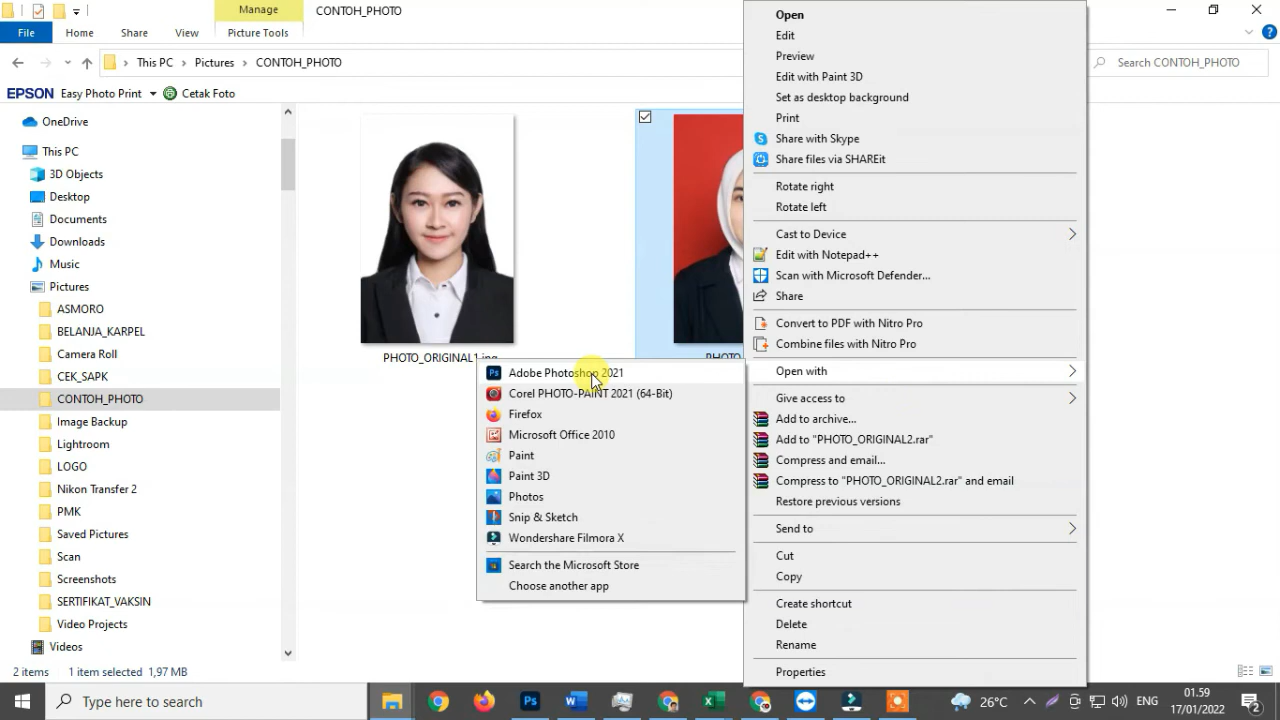 Manage
CONTOH_PHOTO
File
Home
Share
View
Picture Tools
This PC
Pictures
CONTOH_PHOTO
Search CONTOH_PHOTO
EPSON
Easy Photo Print
Cetak Foto
OneDrive
This PC
3D Objects
Desktop
Documents
Downloads
Music
Pictures
ASMORO
BELANJA_KARPEL
Camera Roll
CEK_SAPK
CONTOH_PHOTO
Image Backup
Lightroom
LOGO
Nikon Transfer 2
PMK
Saved Pictures
Scan
Screenshots
SERTIFIKAT_VAKSIN
Video Projects
Videos
PHOTO_ORIGINAL1.jpg
PHOTO
Open
Edit
Preview
Edit with Paint 3D
Set as desktop background
Print
Share with Skype
Share files via SHAREit
Rotate right
Rotate left
Cast to Device
Edit with Notepad++
Scan with Microsoft Defender...
Share
Convert to PDF with Nitro Pro
Combine files with Nitro Pro
Open with
Give access to
Add to archive...
Add to "PHOTO_ORIGINAL2.rar"
Compress and email...
Compress to "PHOTO_ORIGINAL2.rar" and email
Restore previous versions
Send to
Cut
Copy
Create shortcut
Delete
Rename
Properties
Ps Adobe Photoshop 2021
Corel PHOTO-PAINT 2021 (64-Bit)
Firefox
Microsoft Office 2010
Paint
Paint 3D
Photos
Snip & Sketch
Wondershare Filmora X
Search the Microsoft Store
Choose another app
2 items
1 item selected 1,97 MB
Type here to search
Ps
26°C
ENG
01.59
17/01/2022
2